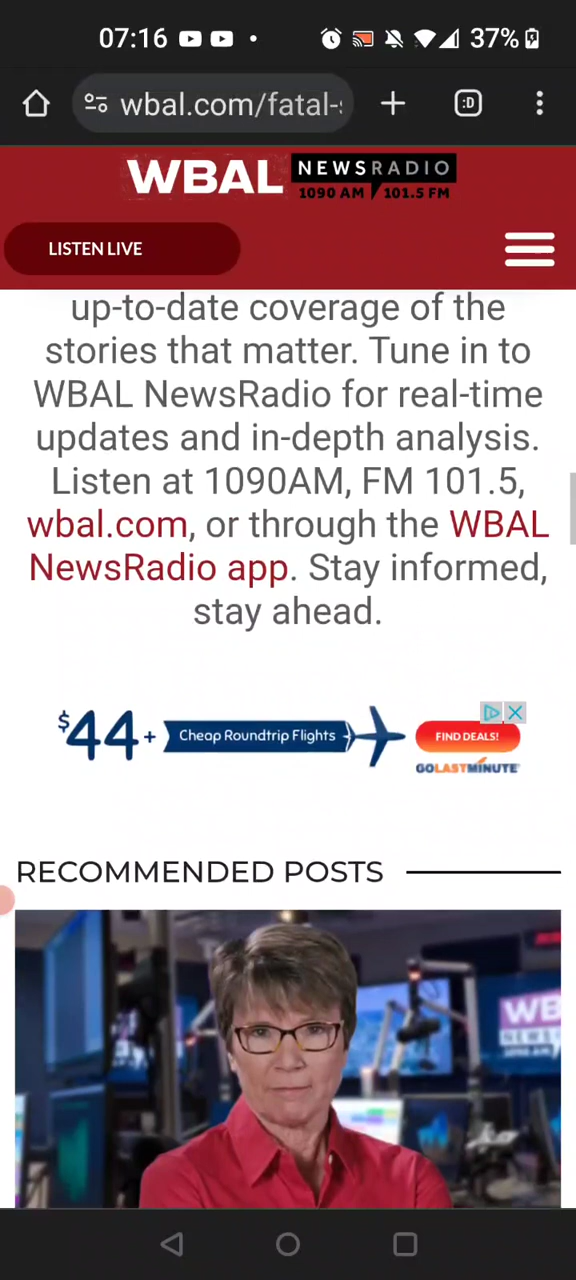 07:16
37%
wbal.com/fatal-
:D
WBAL NEWSRADIO
1090 AM / 101.5 FM
LISTEN LIVE
up-to-date coverage of the
stories that matter. Tune in to
WBAL NewsRadio for real-time
updates and in-depth analysis.
Listen at 1090AM, FM 101.5,
wbal.com, or through the WBAL
NewsRadio app. Stay informed,
stay ahead.
$44+ Cheap Roundtrip Flights
FIND DEALS!
GOLASTMINUTE
RECOMMENDED POSTS
WB